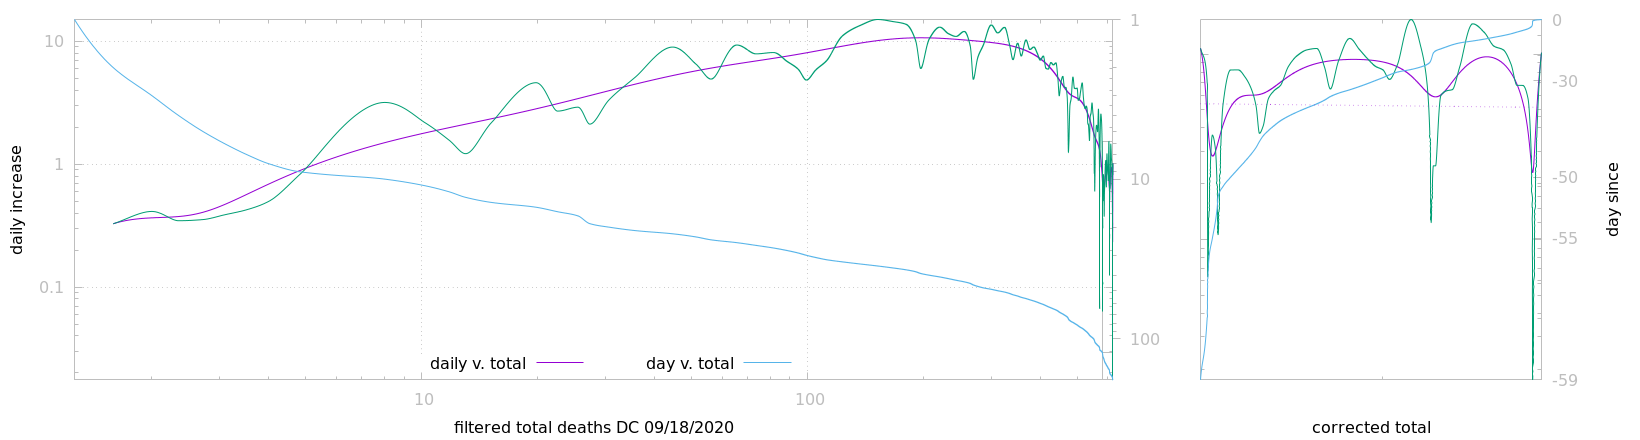 10
1
0.1
daily increase
daily v. total
day v. total
10
100
filtered total deaths DC 09/18/2020
1
10
100
0
-30
-50
-55
-59
day since
corrected total